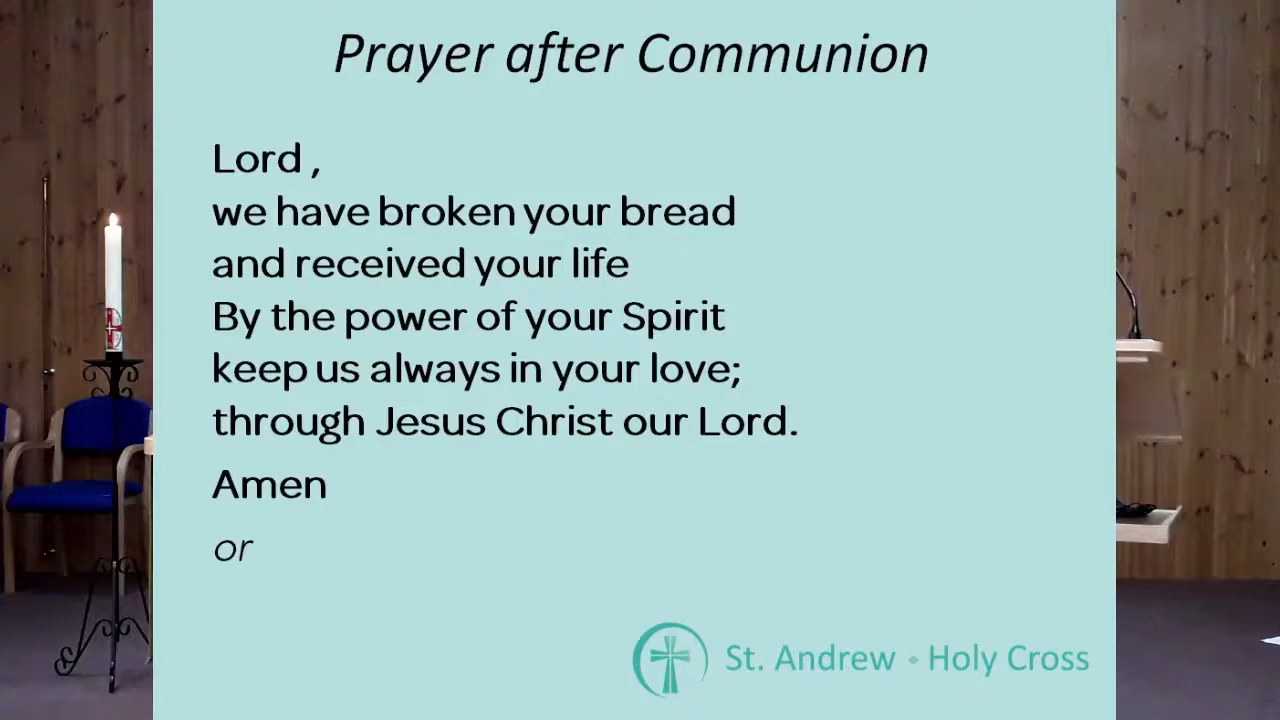 Prayer after Communion
Lord ,
we have broken your bread
and received your life
By the power of your Spirit
keep us always in your love;
through Jesus Christ our Lord.
Amen
or
St. Andrew • Holy Cross